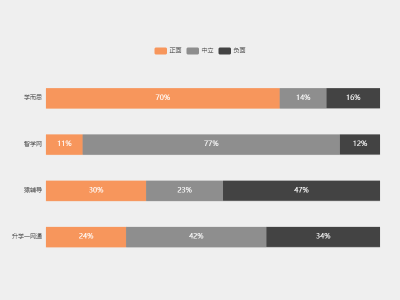 正面 中立 负面
学而思 70% 14% 16%
智学网 11% 77% 12%
猿辅导 30% 23% 47%
升学一网通 24% 42% 34%